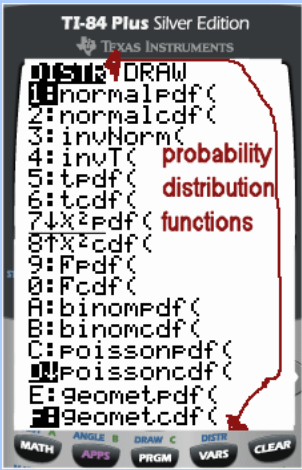 TI-84 Plus Silver Edition
TEXAS INSTRUMENTS
DISTR DRAW
1:normalpdf(
2:normalcdf(
3:invNorm(
4:invT(
5:tpdf(
6:tcdf(
7↓X²pdf(
8↑X²cdf(
9:Fpdf(
0:Fcdf(
A:binompdf(
B:binomcdf(
C:poissonpdf(
D↓poissoncdf(
E:geometpdf(
F:geometcdf(
probability
distribution
functions
ANGLE B DRAW C DISTR
MATH APPS PRGM VARS CLEAR